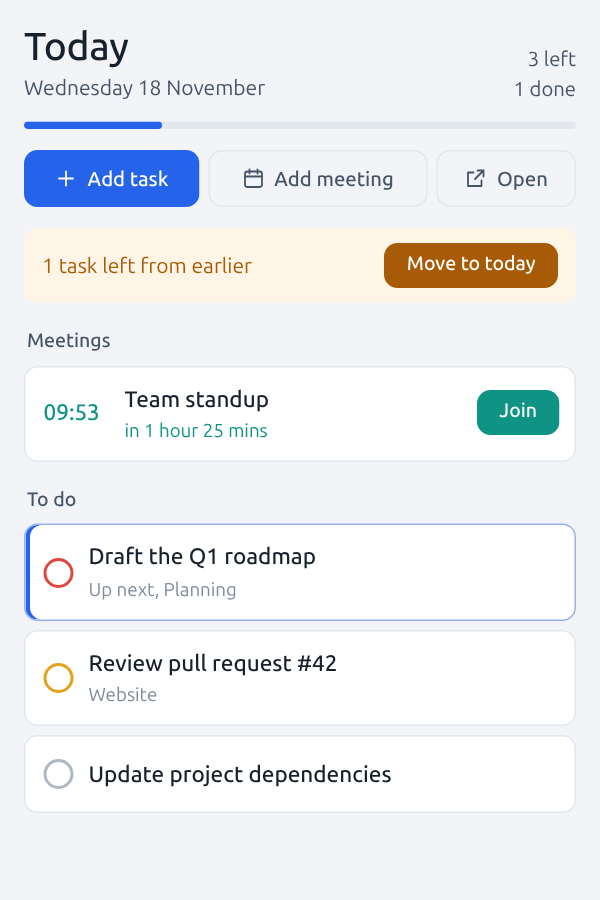 Today
3 left
Wednesday 18 November
1 done
Add task
Add meeting
Open
1 task left from earlier
Move to today
Meetings
09:53
Team standup
in 1 hour 25 mins
Join
To do
Draft the Q1 roadmap
Up next, Planning
Review pull request #42
Website
Update project dependencies